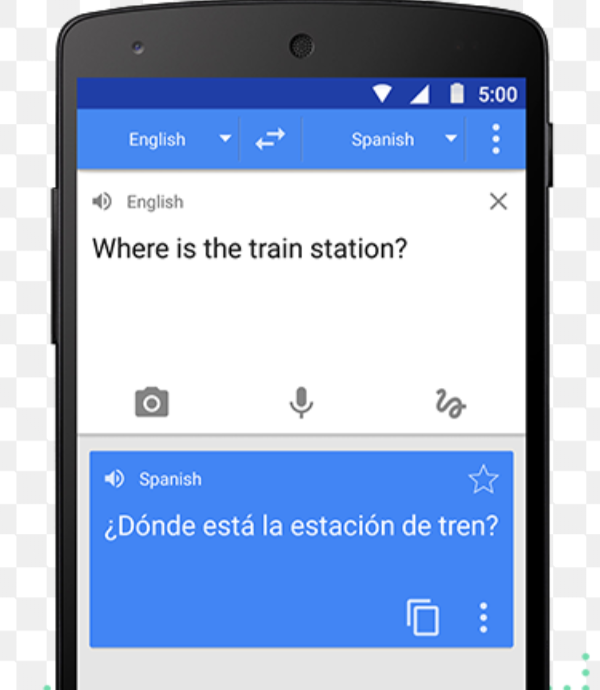 5:00
English Spanish
English
Where is the train station?
Spanish
¿Dónde está la estación de tren?